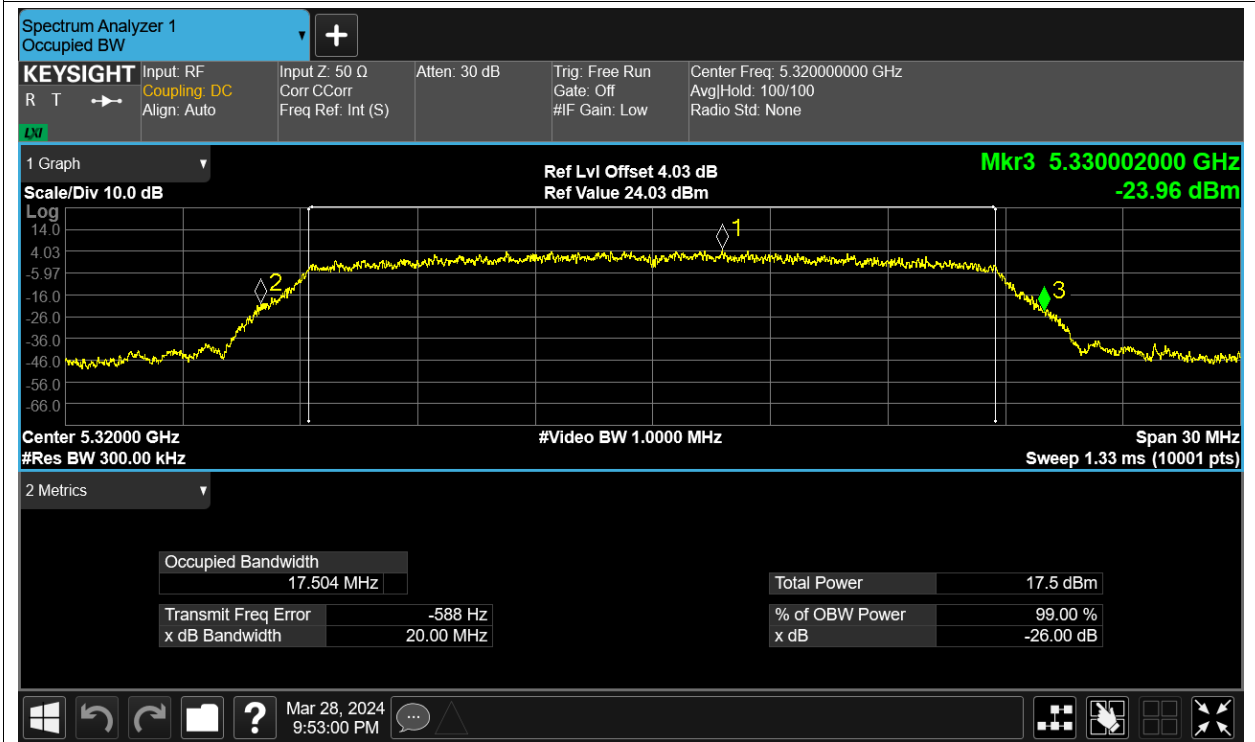 Spectrum Analyzer 1
Occupied BW
KEYSIGHT
R T
LXI
Input: RF
Coupling: DC
Align: Auto
Input Z: 50 Ω
Corr CCorr
Freq Ref: Int (S)
Atten: 30 dB
Trig: Free Run
Gate: Off
#IF Gain: Low
Center Freq: 5.320000000 GHz
Avg|Hold: 100/100
Radio Std: None
1 Graph
Scale/Div 10.0 dB
Ref Lvl Offset 4.03 dB
Ref Value 24.03 dBm
Mkr3 5.330002000 GHz
-23.96 dBm
Log
14.0
4.03
-5.97
-16.0
-26.0
-36.0
-46.0
-56.0
-66.0
1
2
3
Center 5.32000 GHz
#Video BW 1.0000 MHz
Span 30 MHz
#Res BW 300.00 kHz
Sweep 1.33 ms (10001 pts)
2 Metrics
Occupied Bandwidth
17.504 MHz
Transmit Freq Error -588 Hz
x dB Bandwidth 20.00 MHz
Total Power 17.5 dBm
% of OBW Power 99.00 %
x dB -26.00 dB
?
Mar 28, 2024
9:53:00 PM